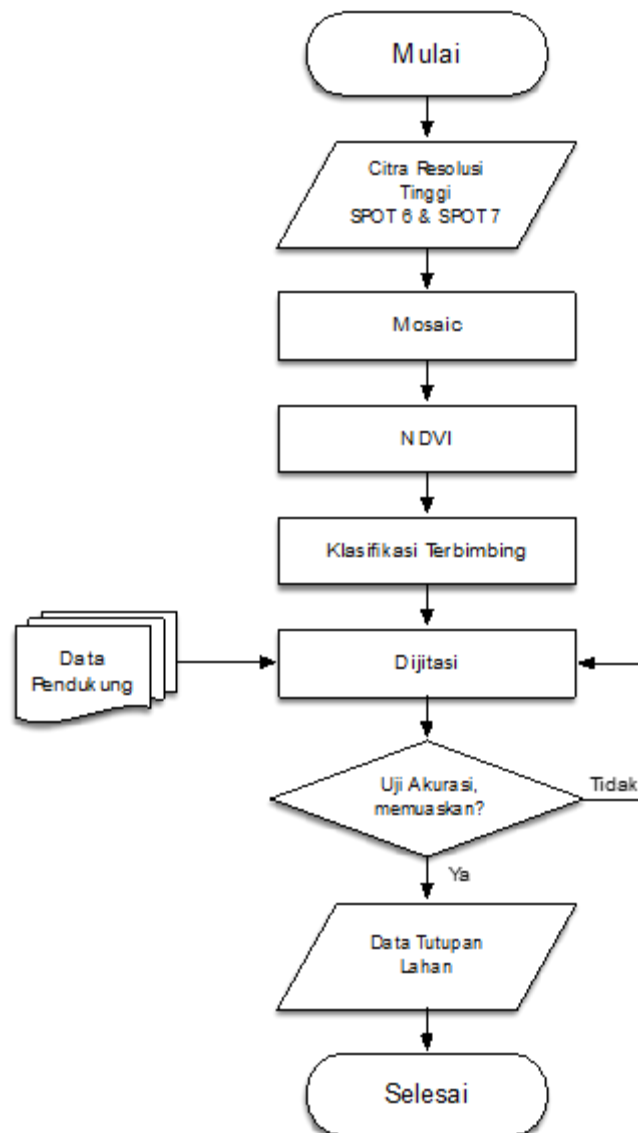 Mulai
Citra Resolusi
Tinggi
SPOT 6 & SPOT 7
Mosaic
NDVI
Klasifikasi Terbimbing
Data
Pendukung
Dijitasi
Uji Akurasi,
memuaskan?
Tidak
Ya
Data Tutupan
Lahan
Selesai